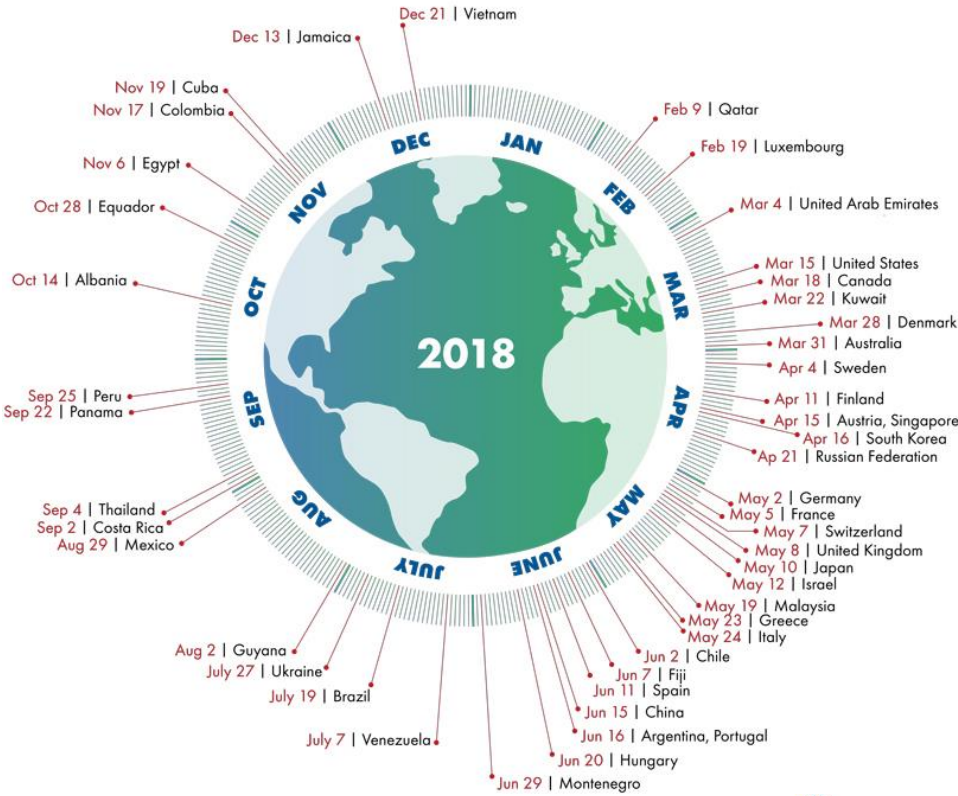 Dec 21 | Vietnam
Dec 13 | Jamaica
Nov 19 | Cuba
Nov 17 | Colombia
Nov 6 | Egypt
Oct 28 | Equador
Oct 14 | Albania
Sep 25 | Peru
Sep 22 | Panama
Sep 4 | Thailand
Sep 2 | Costa Rica
Aug 29 | Mexico
Aug 2 | Guyana
July 27 | Ukraine
July 19 | Brazil
July 7 | Venezuela
Feb 9 | Qatar
Feb 19 | Luxembourg
Mar 4 | United Arab Emirates
Mar 15 | United States
Mar 18 | Canada
Mar 22 | Kuwait
Mar 28 | Denmark
Mar 31 | Australia
Apr 4 | Sweden
Apr 11 | Finland
Apr 15 | Austria, Singapore
Apr 16 | South Korea
Ap 21 | Russian Federation
May 2 | Germany
May 5 | France
May 7 | Switzerland
May 8 | United Kingdom
May 10 | Japan
May 12 | Israel
May 19 | Malaysia
May 23 | Greece
May 24 | Italy
Jun 2 | Chile
Jun 7 | Fiji
Jun 11 | Spain
Jun 15 | China
Jun 16 | Argentina, Portugal
Jun 20 | Hungary
Jun 29 | Montenegro
JAN
FEB
MAR
APR
MAY
JUNE
JULY
AUG
SEP
OCT
NOV
DEC
2018